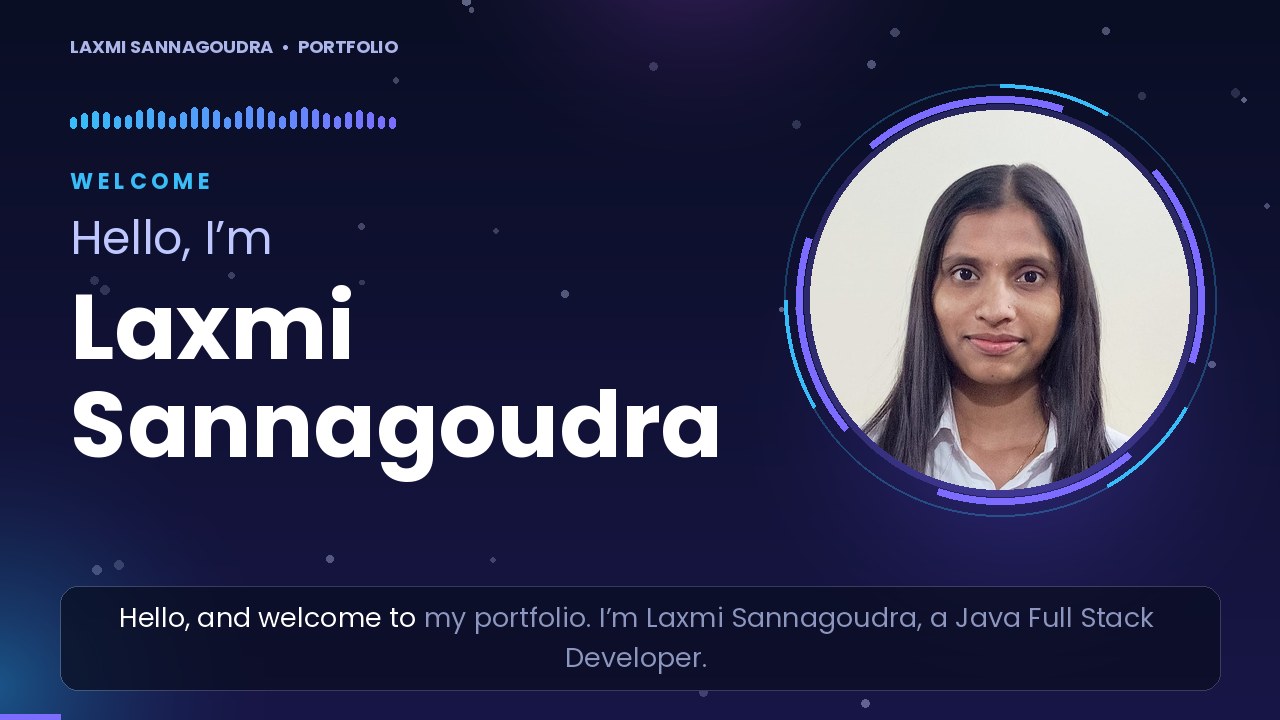 LAXMI SANNAGOUDRA • PORTFOLIO
WELCOME
Hello, I’m
Laxmi
Sannagoudra
Hello, and welcome to my portfolio. I’m Laxmi Sannagoudra, a Java Full Stack
Developer.